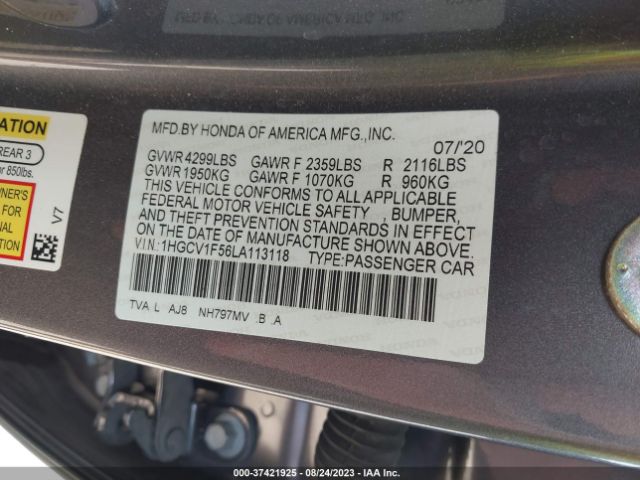 MFD.BY HONDA OF AMERICA MFG.,INC.
07/'20
GVWR 4299LBS GAWR F 2359LBS R 2116LBS
GVWR 1950KG GAWR F 1070KG R 960KG
THIS VEHICLE CONFORMS TO ALL APPLICABLE
FEDERAL MOTOR VEHICLE SAFETY , BUMPER,
AND THEFT PREVENTION STANDARDS IN EFFECT
ON THE DATE OF MANUFACTURE SHOWN ABOVE.
V.I.N.: 1HGCV1F56LA113118 TYPE:PASSENGER CAR
TVA L AJ8 NH797MV .B .A
ATION
REAR 3
or 850lbs.
NER'S
FOR
NAL
TION
V7
000-37421925 - 08/24/2023 - IAA Inc.